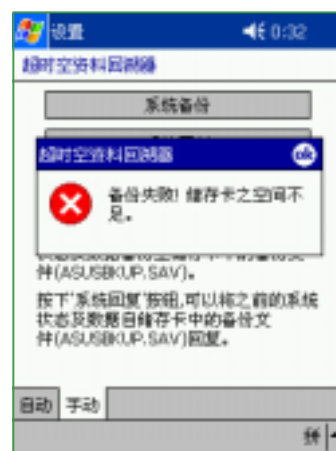 设置 0:32
超时空资料回溯器
系统备份
超时空资料回溯器 ok
备份失败! 储存卡之空间不
足。
件(ASUSBKUP.SAV)。
按下'系统回复'按钮,可以将之前的系统
状态及数据自储存卡中的备份文
件(ASUSBKUP.SAV)回复。
自动 手动
拼